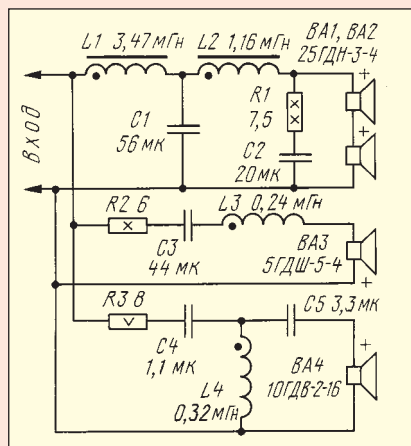 L1 3,47 мГн
L2 1,16 мГн
BA1, BA2
25ГДН-3-4
+
R1
7,5
+
C1
56 мк
C2
20 мк
ВХОД
L3 0,24 мГн
R2 6
C3
44 мк
+
BA3
5ГДШ-5-4
R3 8
C5 3,3 мк
C4
1,1 мк
+
BA4
10ГДВ-2-16
L4
0,32мГн